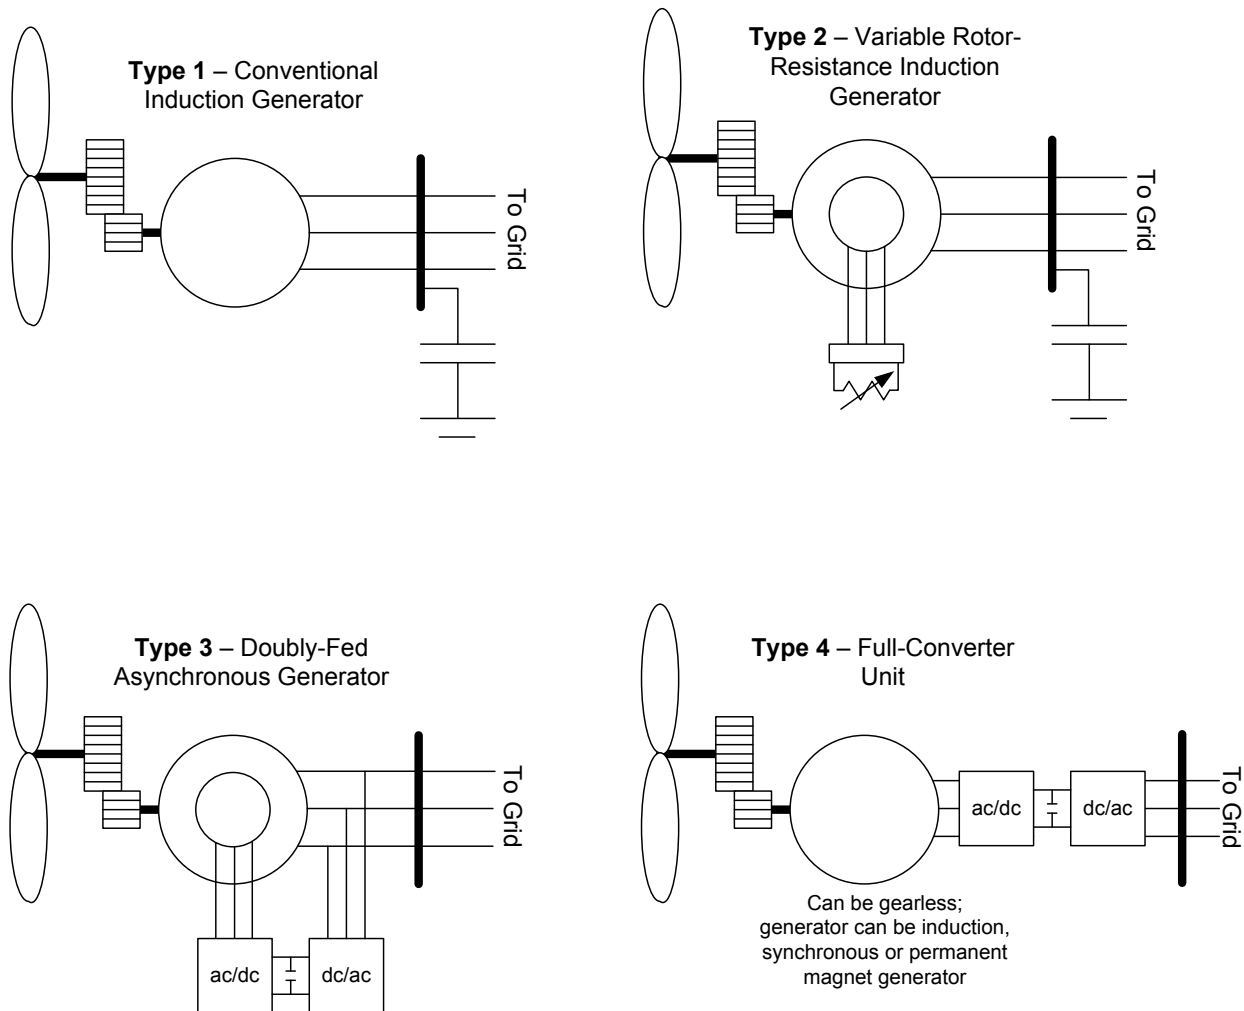 Type 1 – Conventional
Induction Generator
To Grid
Type 2 – Variable Rotor-
Resistance Induction
Generator
To Grid
Type 3 – Doubly-Fed
Asynchronous Generator
To Grid
ac/dc
dc/ac
Type 4 – Full-Converter
Unit
ac/dc
dc/ac
To Grid
Can be gearless;
generator can be induction,
synchronous or permanent
magnet generator